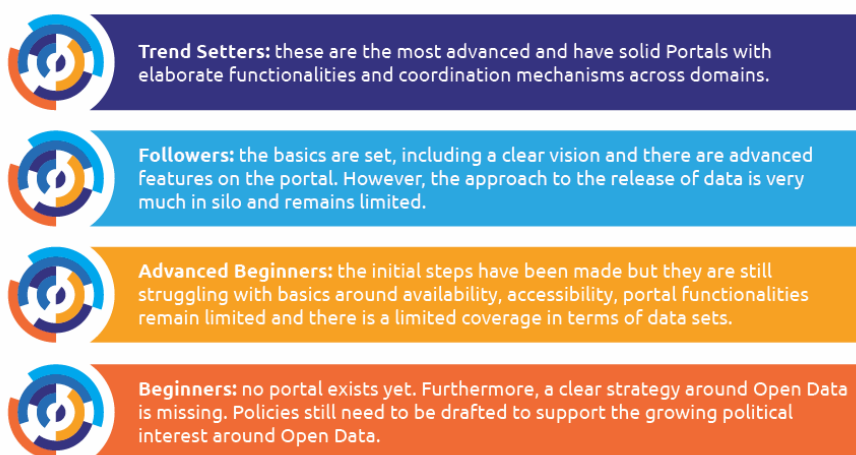 Trend Setters: these are the most advanced and have solid Portals with
elaborate functionalities and coordination mechanisms across domains.
Followers: the basics are set, including a clear vision and there are advanced
features on the portal. However, the approach to the release of data is very
much in silo and remains limited.
Advanced Beginners: the initial steps have been made but they are still
struggling with basics around availability, accessibility, portal functionalities
remain limited and there is a limited coverage in terms of data sets.
Beginners: no portal exists yet. Furthermore, a clear strategy around Open Data
is missing. Policies still need to be drafted to support the growing political
interest around Open Data.